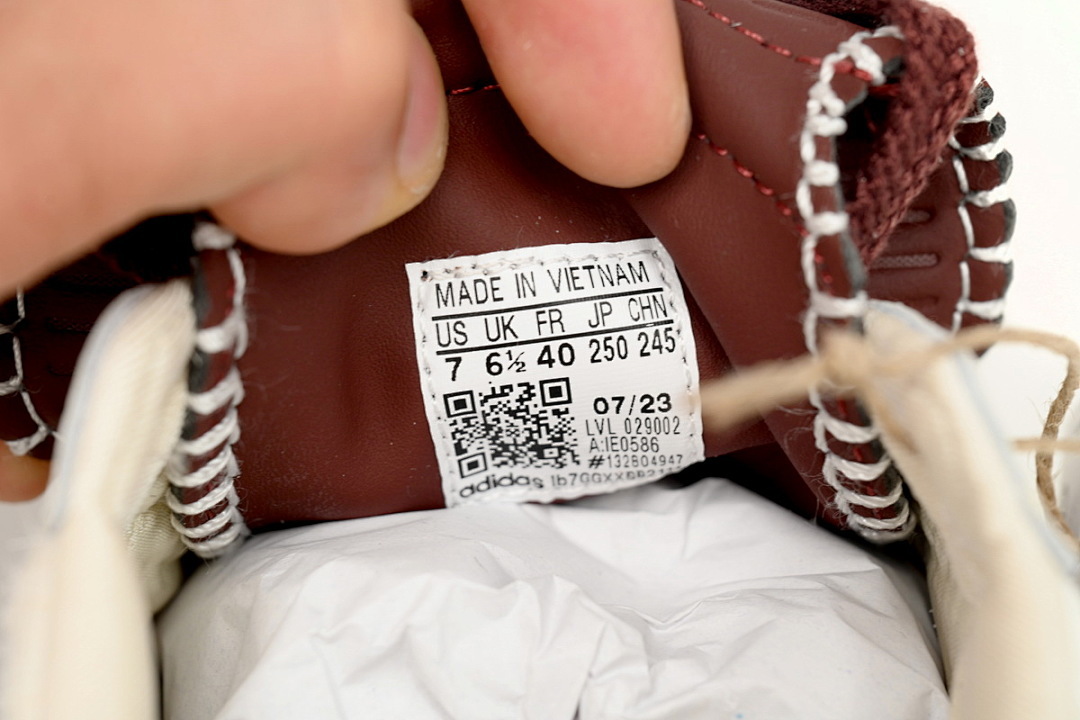 MADE IN VIETNAM
US UK FR JP CHN
7 6½ 40 250 245
07/23
LVL 029002
A:IE0586
#132804947
adidas